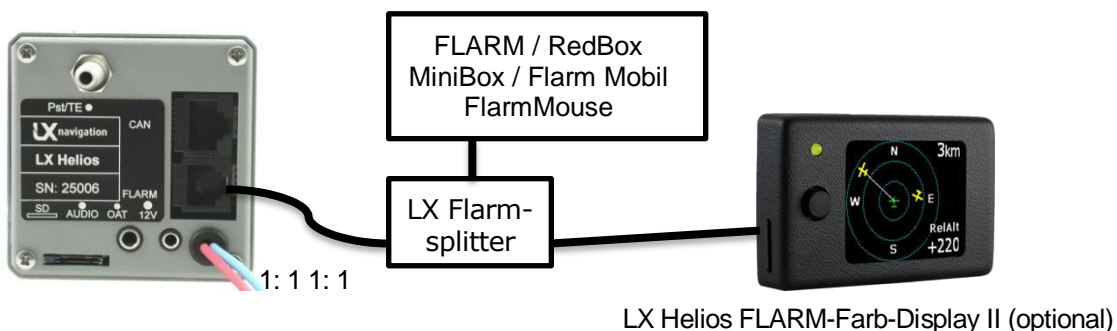 FLARM / RedBox
MiniBox / Flarm Mobil
FlarmMouse
Pst/TE
CAN
LX navigation
LX Helios
SN: 25006
FLARM
SD AUDIO OAT 12V
1: 1 1: 1
LX Flarm-
splitter
N
3km
W
E
S
RelAlt
+220
LX Helios FLARM-Farb-Display II (optional)